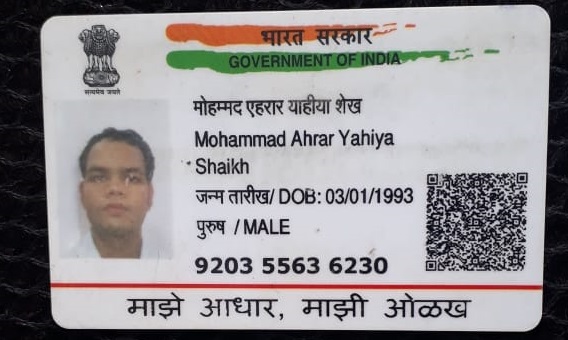 भारत सरकार
GOVERNMENT OF INDIA
सत्यमेव जयते
मोहम्मद एहरार याहीया शेख
Mohammad Ahrar Yahiya
Shaikh
जन्म तारीख/ DOB: 03/01/1993
पुरुष / MALE
9203 5563 6230
माझे आधार, माझी ओळख